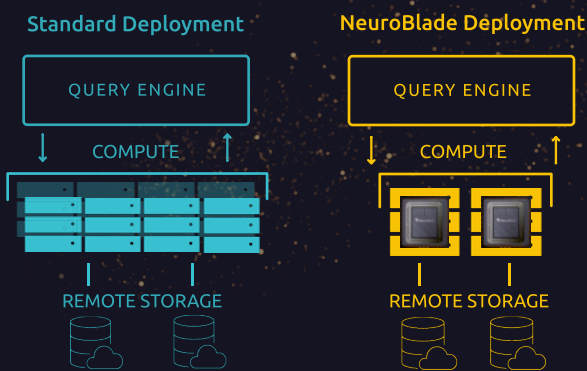 Standard Deployment
NeuroBlade Deployment
QUERY ENGINE
QUERY ENGINE
COMPUTE
COMPUTE
REMOTE STORAGE
REMOTE STORAGE